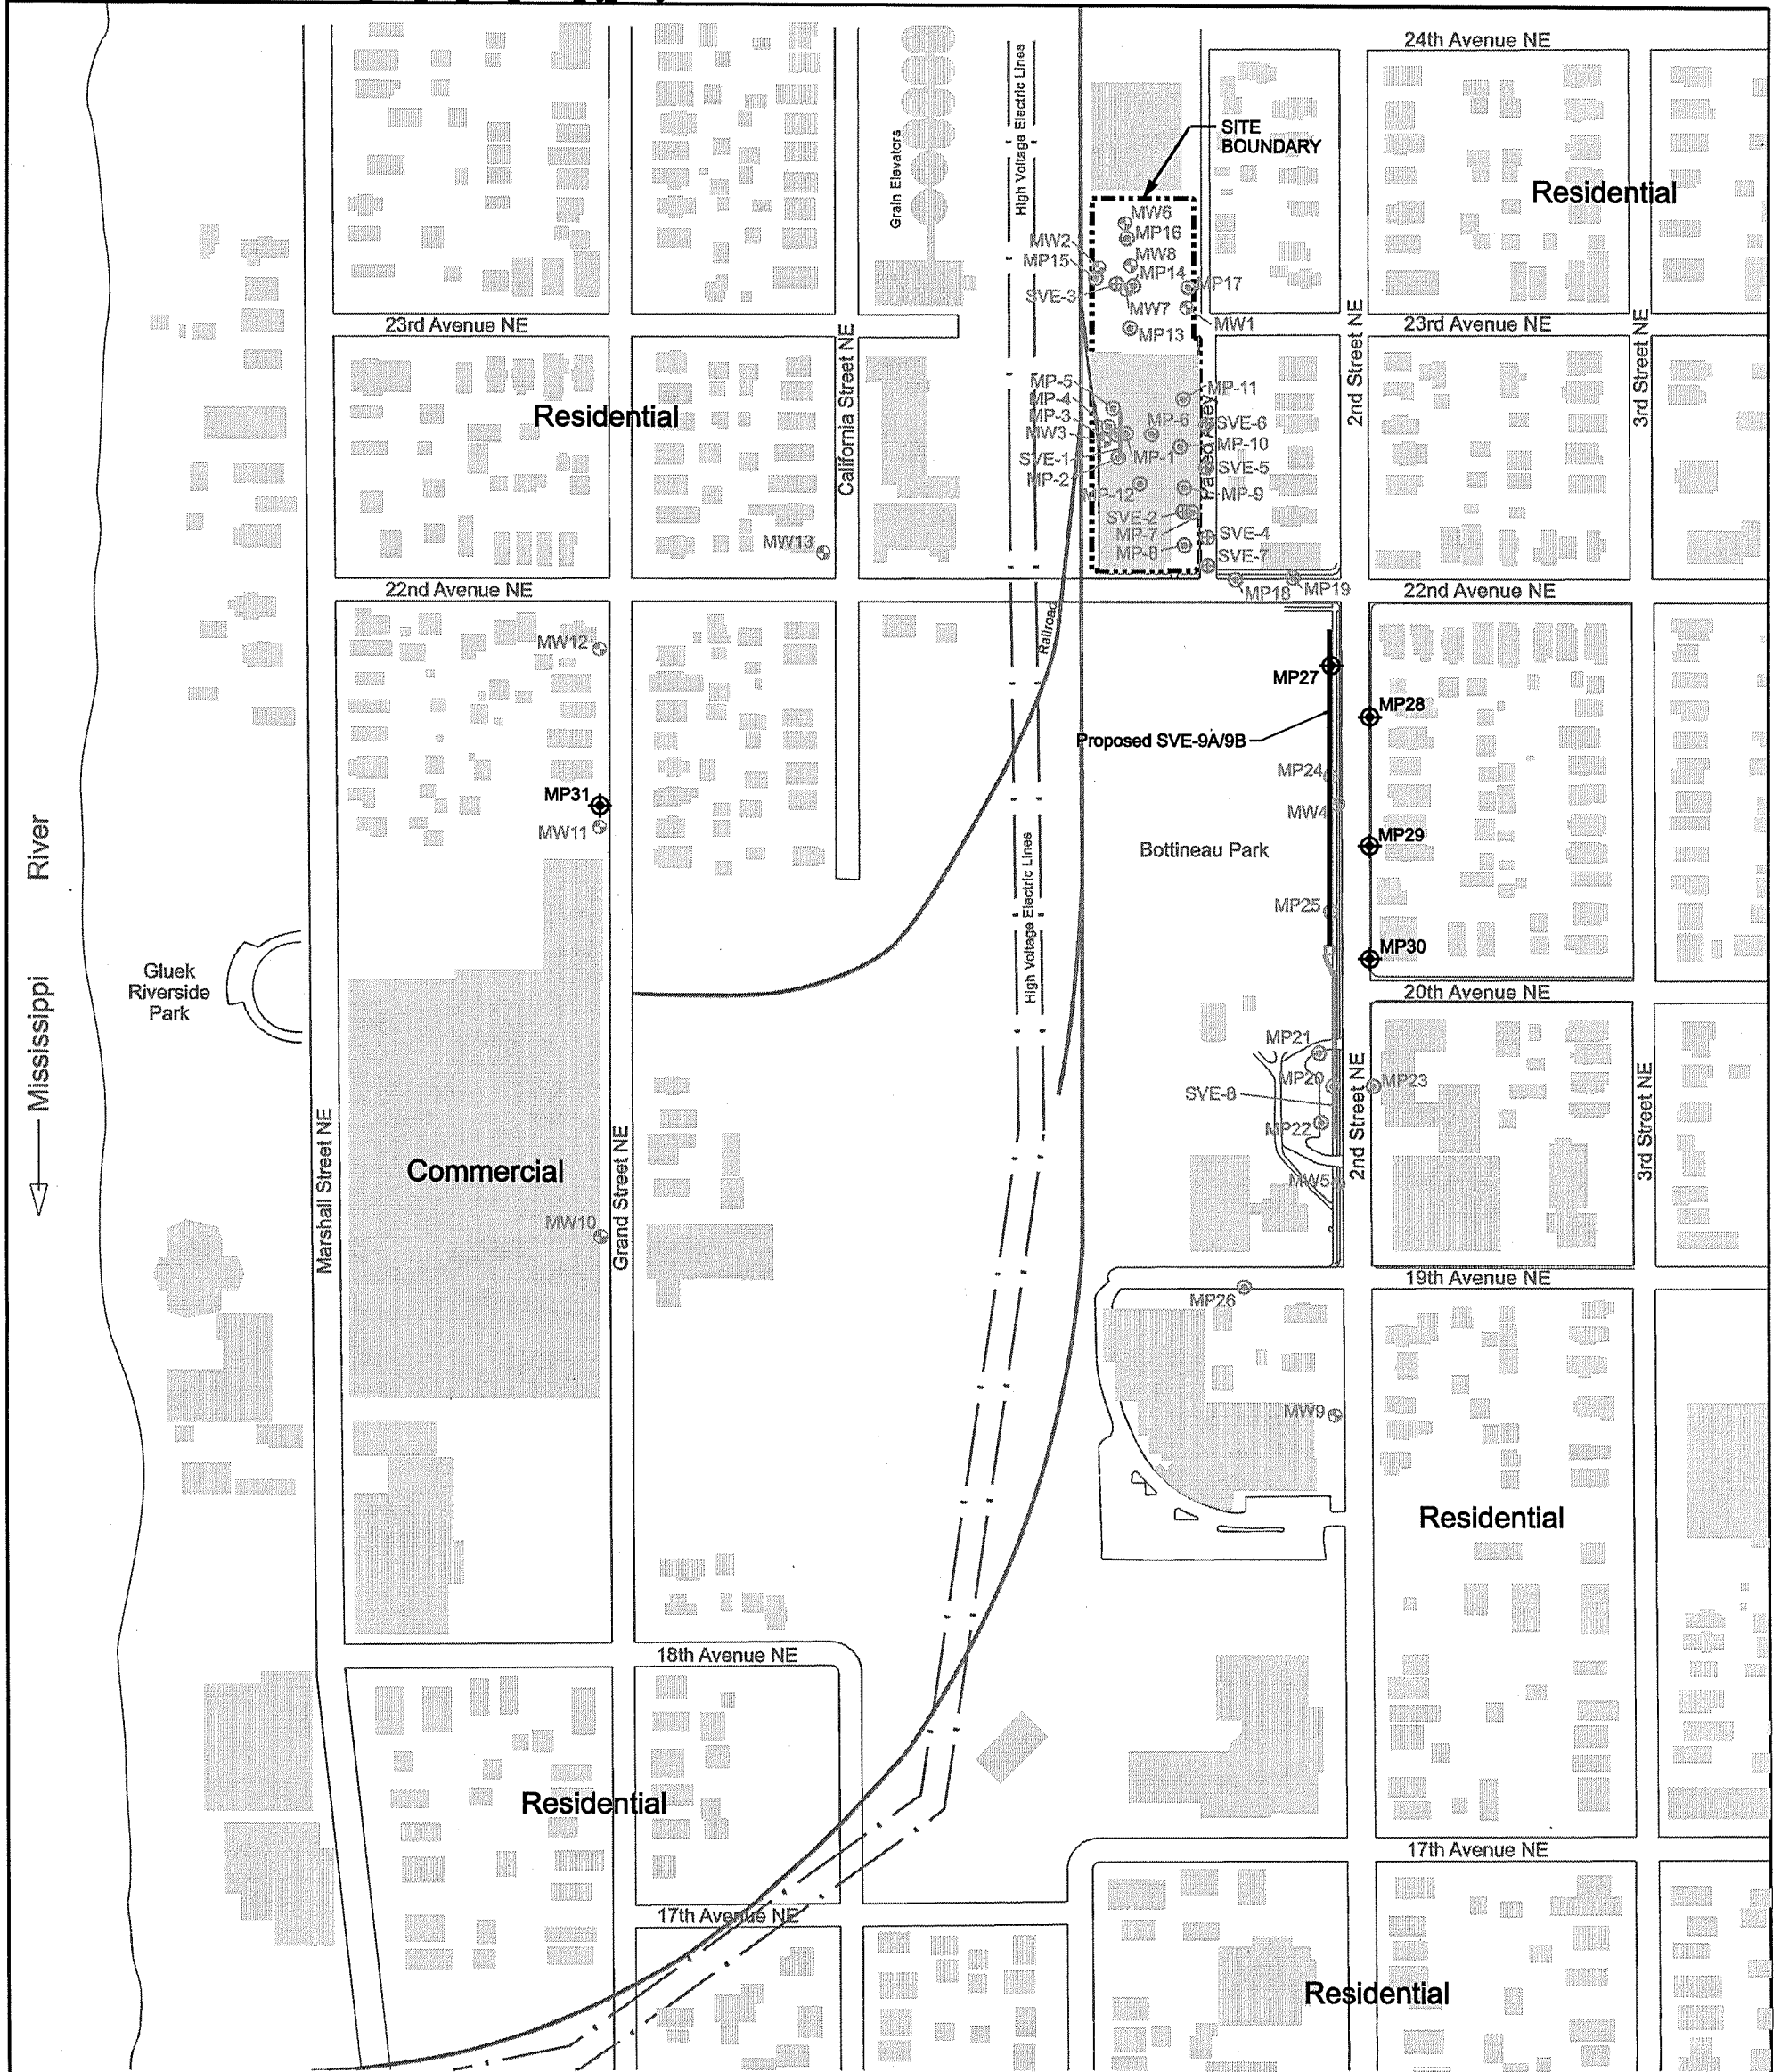 24th Avenue NE
High Voltage Electric Lines
SITE
BOUNDARY
Grain Elevators
Residential
MW6
MP16
MW2
MW8
MP15
MP14
SVE-3
MP17
MW7
MW1
MP13
23rd Avenue NE
23rd Avenue NE
California Street NE
2nd Street NE
3rd Street NE
MP-5
MP-11
MP-4
MP-3
MP-6
SVE-6
Residential
MW3
MP-10
SVE-1
MP-1
SVE-5
MP-2
MP-12
MP-9
SVE-2
MP-7
SVE-4
MW13
MP-8
SVE-7
22nd Avenue NE
MP18
MP19
22nd Avenue NE
Railroad
MW12
MP27
MP28
Proposed SVE-9A/9B
MP24
MP31
MW4
MW11
MP29
Bottineau Park
River
High Voltage Electric Lines
MP25
MP30
Gluek
Riverside
Park
20th Avenue NE
Mississippi
MP21
MP20
MP23
SVE-8
MP22
2nd Street NE
3rd Street NE
Marshall Street NE
Grand Street NE
Commercial
MW5
MW10
19th Avenue NE
MP26
MW9
Residential
18th Avenue NE
Residential
17th Avenue NE
17th Avenue NE
Residential